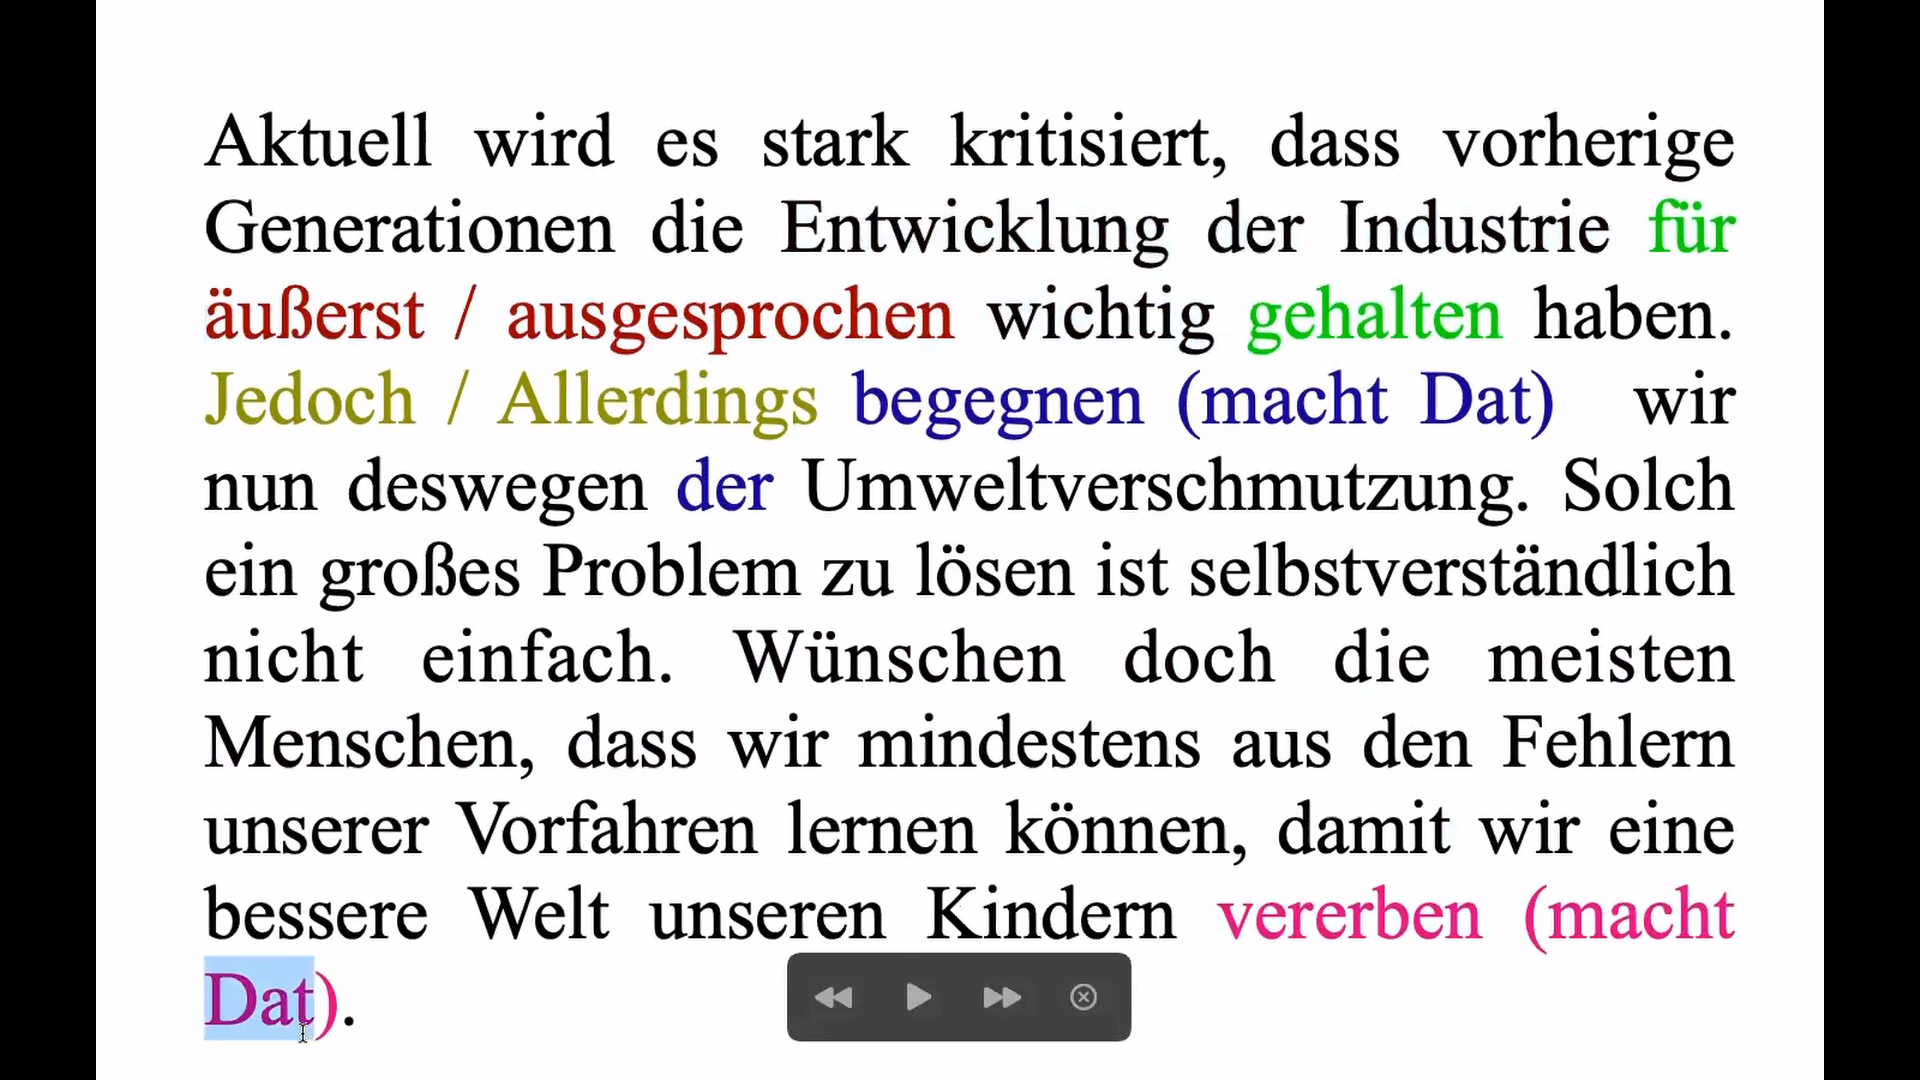 Aktuell wird es stark kritisiert, dass vorherige
Generationen die Entwicklung der Industrie für
äußerst / ausgesprochen wichtig gehalten haben.
Jedoch / Allerdings begegnen (macht Dat) wir
nun deswegen der Umweltverschmutzung. Solch
ein großes Problem zu lösen ist selbstverständlich
nicht einfach. Wünschen doch die meisten
Menschen, dass wir mindestens aus den Fehlern
unserer Vorfahren lernen können, damit wir eine
bessere Welt unseren Kindern vererben (macht
Dat).